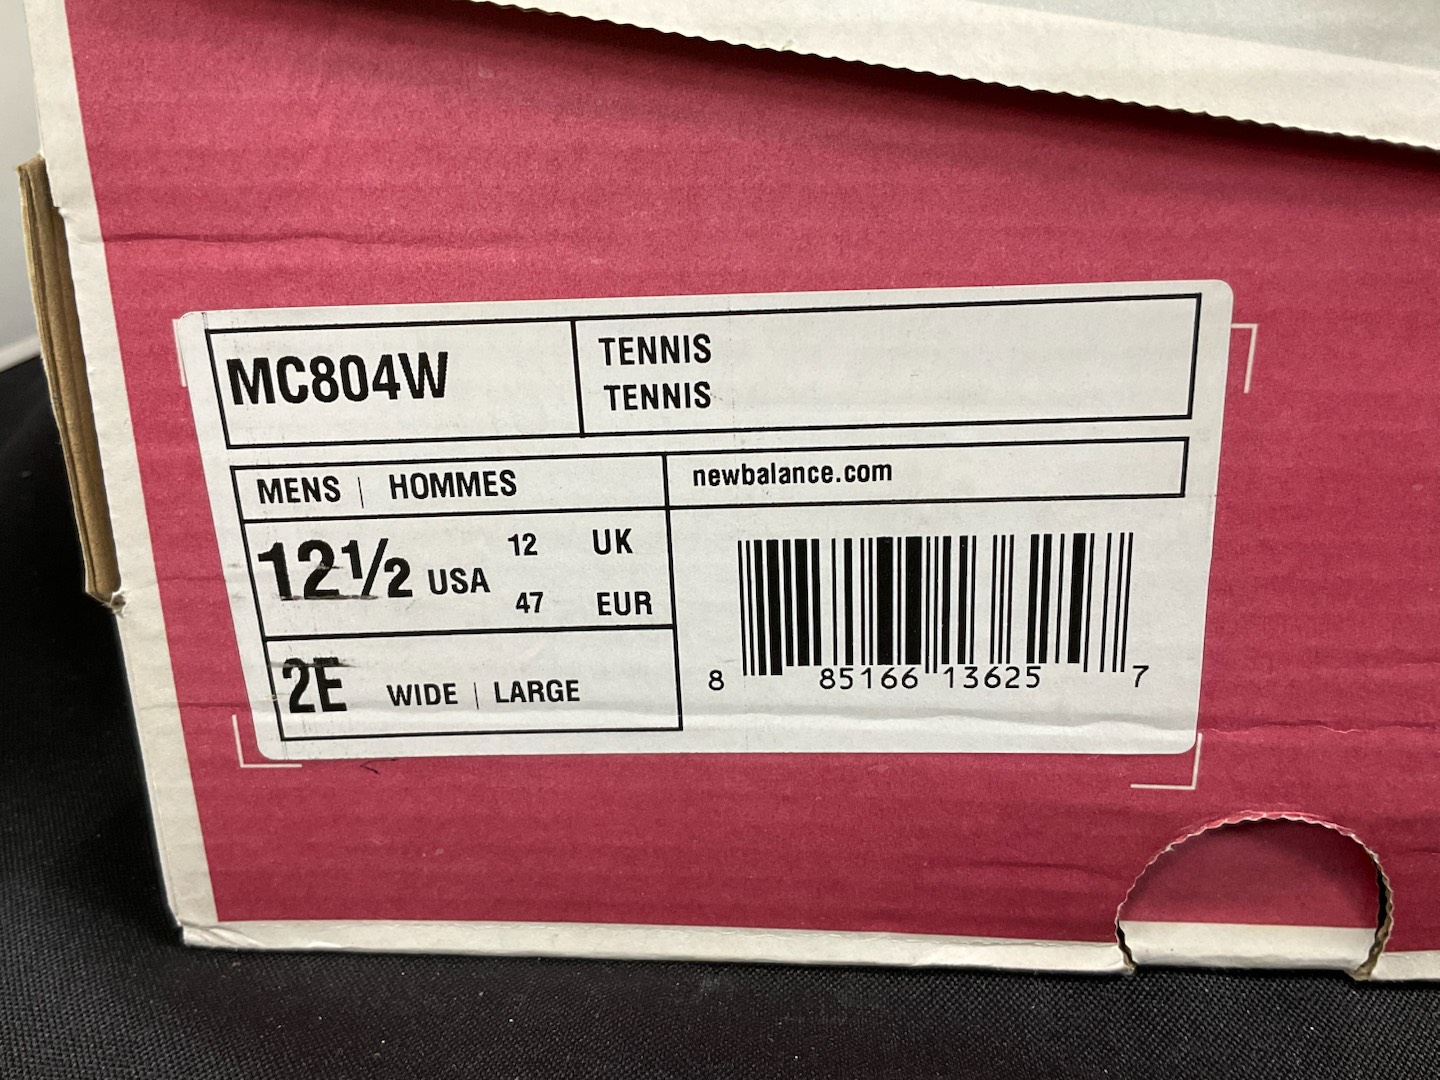 MC804W
TENNIS
TENNIS
MENS | HOMMES
newbalance.com
12½ USA
12 UK
47 EUR
2E WIDE | LARGE
8 85166 13625 7